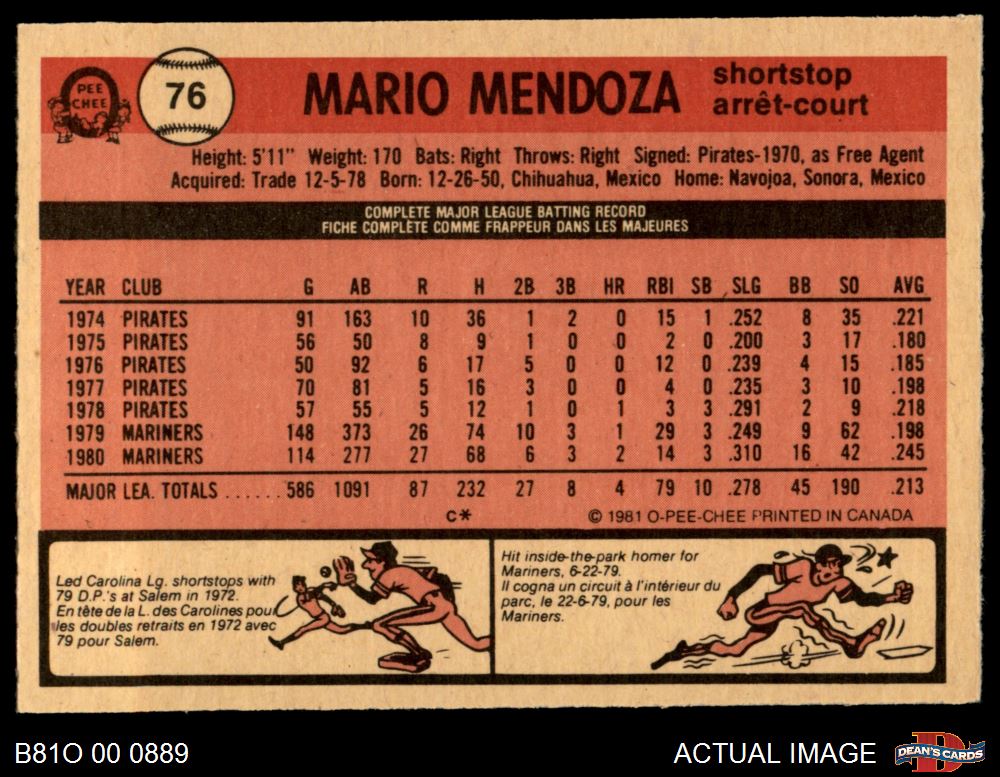 PEE
CHEE
76
MARIO MENDOZA
shortstop
arrêt-court
Height: 5'11" Weight: 170 Bats: Right Throws: Right Signed: Pirates-1970, as Free Agent
Acquired: Trade 12-5-78 Born: 12-26-50, Chihuahua, Mexico Home: Navojoa, Sonora, Mexico
COMPLETE MAJOR LEAGUE BATTING RECORD
FICHE COMPLÈTE COMME FRAPPEUR DANS LES MAJEURES
YEAR CLUB G AB R H 2B 3B HR RBI SB SLG BB SO AVG
1974 PIRATES 91 163 10 36 1 2 0 15 1 .252 8 35 .221
1975 PIRATES 56 50 8 9 1 0 0 2 0 .200 3 17 .180
1976 PIRATES 50 92 6 17 5 0 0 12 0 .239 4 15 .185
1977 PIRATES 70 81 5 16 3 0 0 4 0 .235 3 10 .198
1978 PIRATES 57 55 5 12 1 0 1 3 3 .291 2 9 .218
1979 MARINERS 148 373 26 74 10 3 1 29 3 .249 9 62 .198
1980 MARINERS 114 277 27 68 6 3 2 14 3 .310 16 42 .245
MAJOR LEA. TOTALS ...... 586 1091 87 232 27 8 4 79 10 .278 45 190 .213
C* © 1981 O-PEE-CHEE PRINTED IN CANADA
Led Carolina Lg. shortstops with
79 D.P.'s at Salem in 1972.
En tête de la L. des Carolines pour
les doubles retraits en 1972 avec
79 pour Salem.
Hit inside-the-park homer for
Mariners, 6-22-79.
Il cogna un circuit à l'intérieur du
parc, le 22-6-79, pour les
Mariners.
B81O 00 0889
ACTUAL IMAGE
D
DEAN'S CARDS